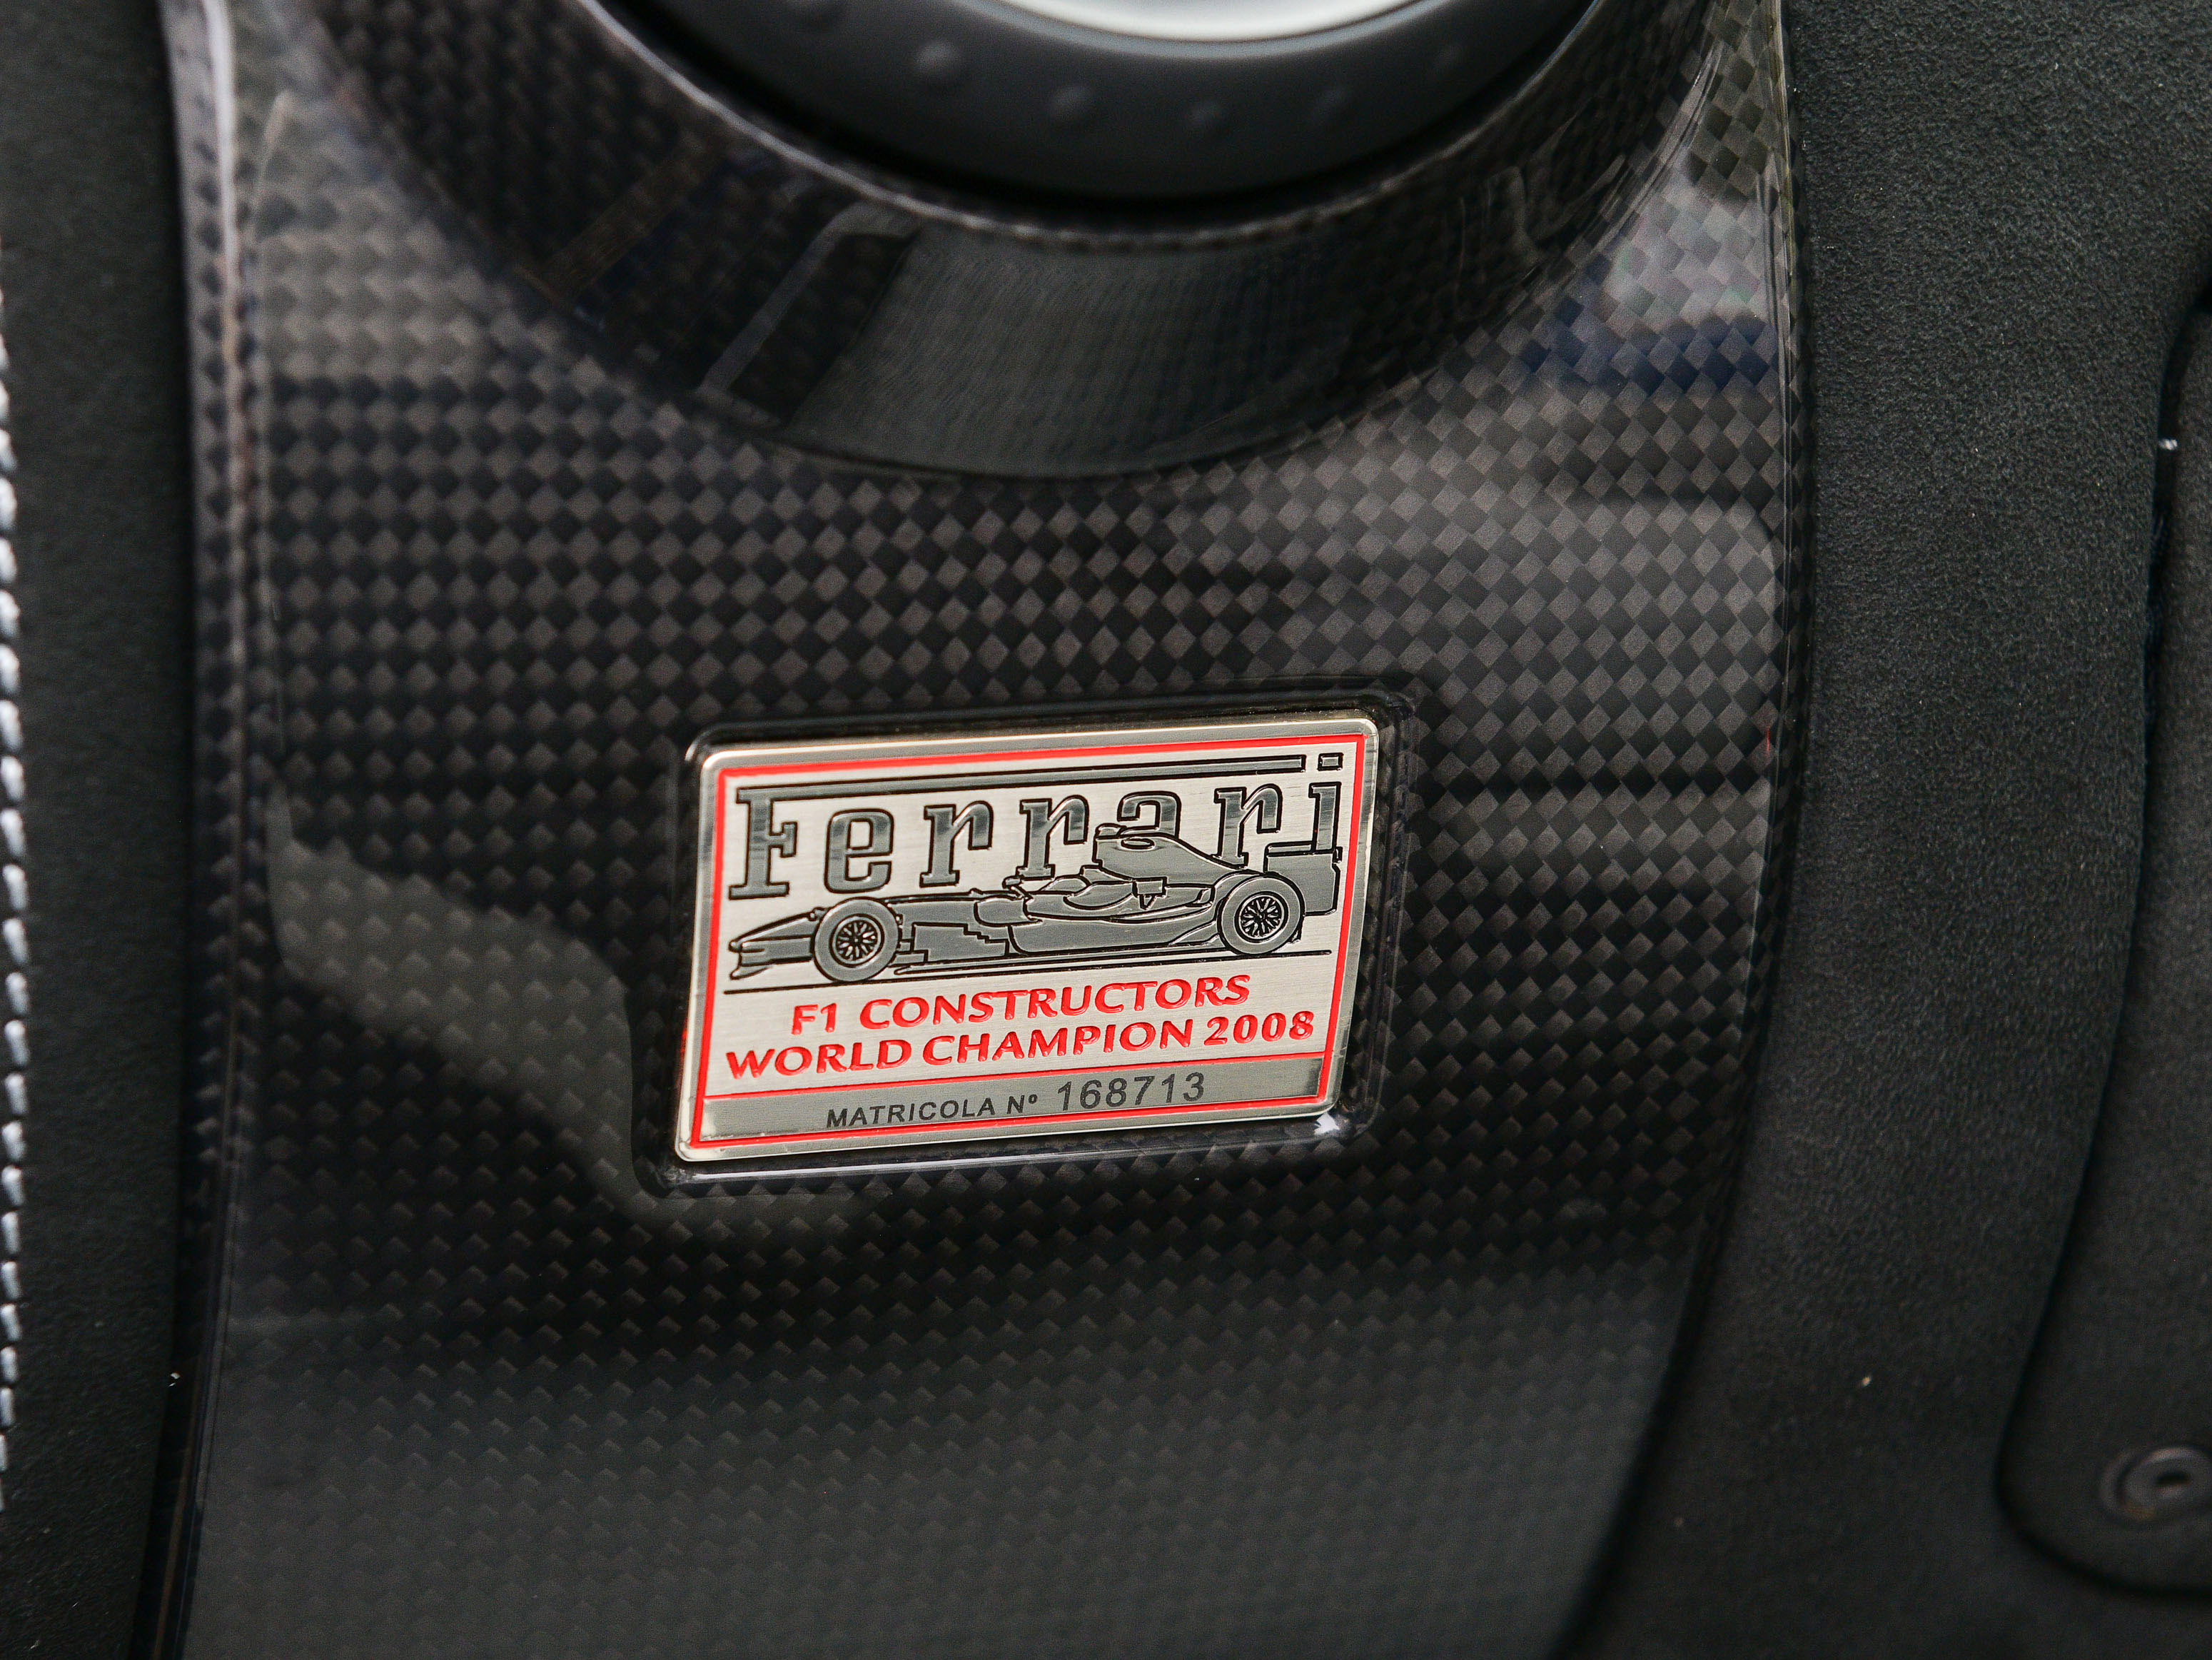 Ferrari
F1 CONSTRUCTORS
WORLD CHAMPION 2008
MATRICOLA Nº 168713